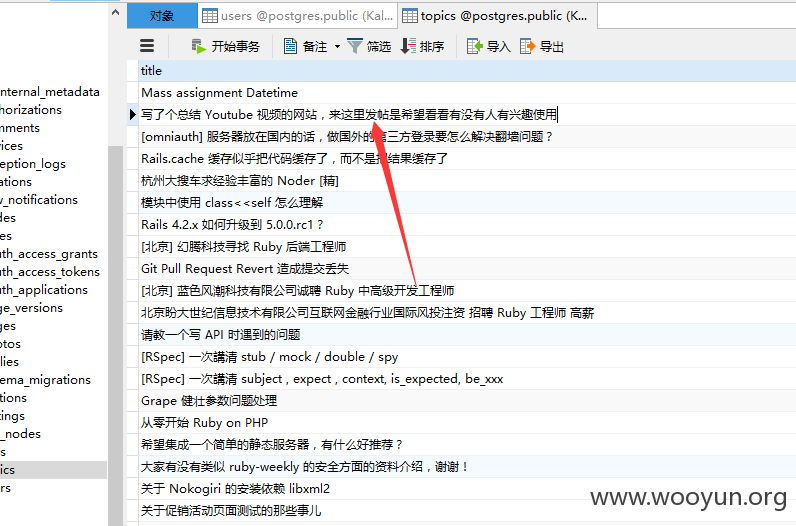 对象
users @postgres.public (Kal...
topics @postgres.public (K...
开始事务
备注
筛选
排序
导入
导出
title
nternal_metadata
horizations
mments
vices
eption_logs
ations
w_notifications
des
es
uth_access_grants
th_access_tokens
uth_applications
ge_versions
ges
otos
lies
ema_migrations
tions
tings
_nodes
s
ics
rs
Mass assignment Datetime
写了个总结 Youtube 视频的网站，来这里发帖是希望看看有没有人有兴趣使用
[omniauth] 服务器放在国内的话，做国外的第三方登录要怎么解决翻墙问题？
Rails.cache 缓存似乎把代码缓存了，而不是把结果缓存了
杭州大搜车求经验丰富的 Noder [精]
模块中使用 class<<self 怎么理解
Rails 4.2.x 如何升级到 5.0.0.rc1 ?
[北京] 幻腾科技寻找 Ruby 后端工程师
Git Pull Request Revert 造成提交丢失
[北京] 蓝色风潮科技有限公司诚聘 Ruby 中高级开发工程师
北京盼大世纪信息技术有限公司互联网金融行业国际风投注资 招聘 Ruby 工程师 高薪
请教一个写 API 时遇到的问题
[RSpec] 一次講清 stub / mock / double / spy
[RSpec] 一次講清 subject , expect , context, is_expected, be_xxx
Grape 健壮参数问题处理
从零开始 Ruby on PHP
希望集成一个简单的静态服务器，有什么好推荐？
大家有没有类似 ruby-weekly 的安全方面的资料介绍，谢谢！
关于 Nokogiri 的安装依赖 libxml2
关于促销活动页面测试的那些事儿
www.wooyun.org